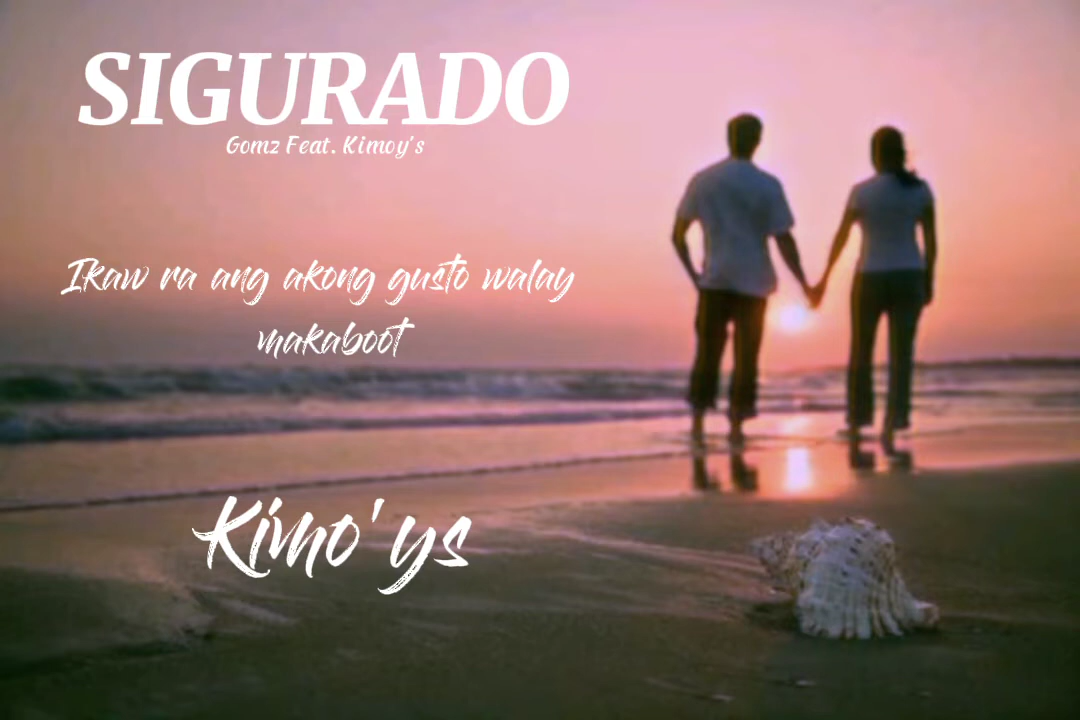 SIGURADO
Gomz Feat. Kimoy's
Ikaw ra ang akong gusto walay
makaboot
Kimo'ys